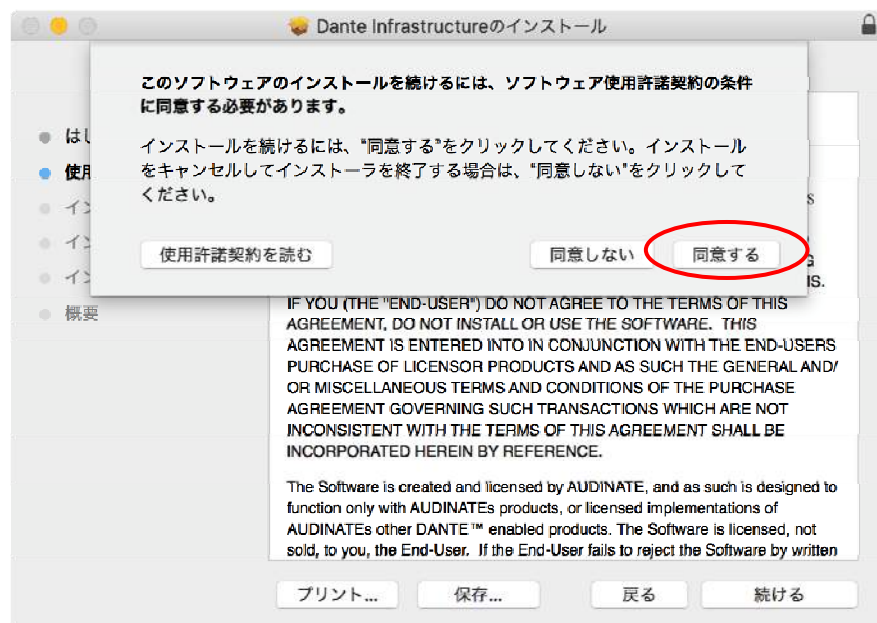 Dante Infrastructureのインストール
このソフトウェアのインストールを続けるには、ソフトウェア使用許諾契約の条件
に同意する必要があります。
インストールを続けるには、"同意する"をクリックしてください。インストール
をキャンセルしてインストーラを終了する場合は、"同意しない"をクリックして
ください。
使用許諾契約を読む
同意しない
同意する
はじ
使用
イン
イン
イン
概要
S
G
IS.
IF YOU (THE "END-USER") DO NOT AGREE TO THE TERMS OF THIS
AGREEMENT, DO NOT INSTALL OR USE THE SOFTWARE. THIS
AGREEMENT IS ENTERED INTO IN CONJUNCTION WITH THE END-USERS
PURCHASE OF LICENSOR PRODUCTS AND AS SUCH THE GENERAL AND/
OR MISCELLANEOUS TERMS AND CONDITIONS OF THE PURCHASE
AGREEMENT GOVERNING SUCH TRANSACTIONS WHICH ARE NOT
INCONSISTENT WITH THE TERMS OF THIS AGREEMENT SHALL BE
INCORPORATED HEREIN BY REFERENCE.
The Software is created and licensed by AUDINATE, and as such is designed to
function only with AUDINATEs products, or licensed implementations of
AUDINATEs other DANTE™ enabled products. The Software is licensed, not
sold, to you, the End-User. If the End-User fails to reject the Software by written
プリント...
保存...
戻る
続ける